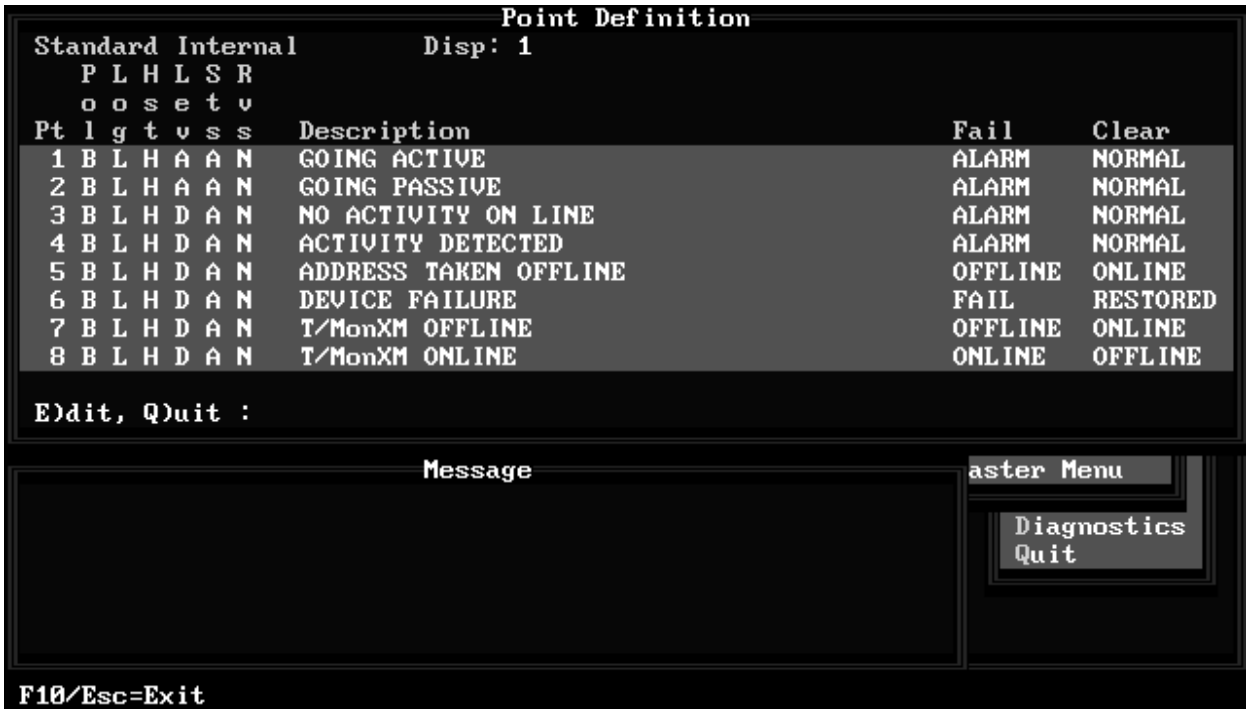 Point Definition
Standard Internal Disp: 1
P L H L S R
o o s e t v
Pt l g t v s s Description Fail Clear
1 B L H A A N GOING ACTIVE ALARM NORMAL
2 B L H A A N GOING PASSIVE ALARM NORMAL
3 B L H D A N NO ACTIVITY ON LINE ALARM NORMAL
4 B L H D A N ACTIVITY DETECTED ALARM NORMAL
5 B L H D A N ADDRESS TAKEN OFFLINE OFFLINE ONLINE
6 B L H D A N DEVICE FAILURE FAIL RESTORED
7 B L H D A N T/MonXM OFFLINE OFFLINE ONLINE
8 B L H D A N T/MonXM ONLINE ONLINE OFFLINE
E)dit, Q)uit :
Message
aster Menu
Diagnostics
Quit
F10/Esc=Exit